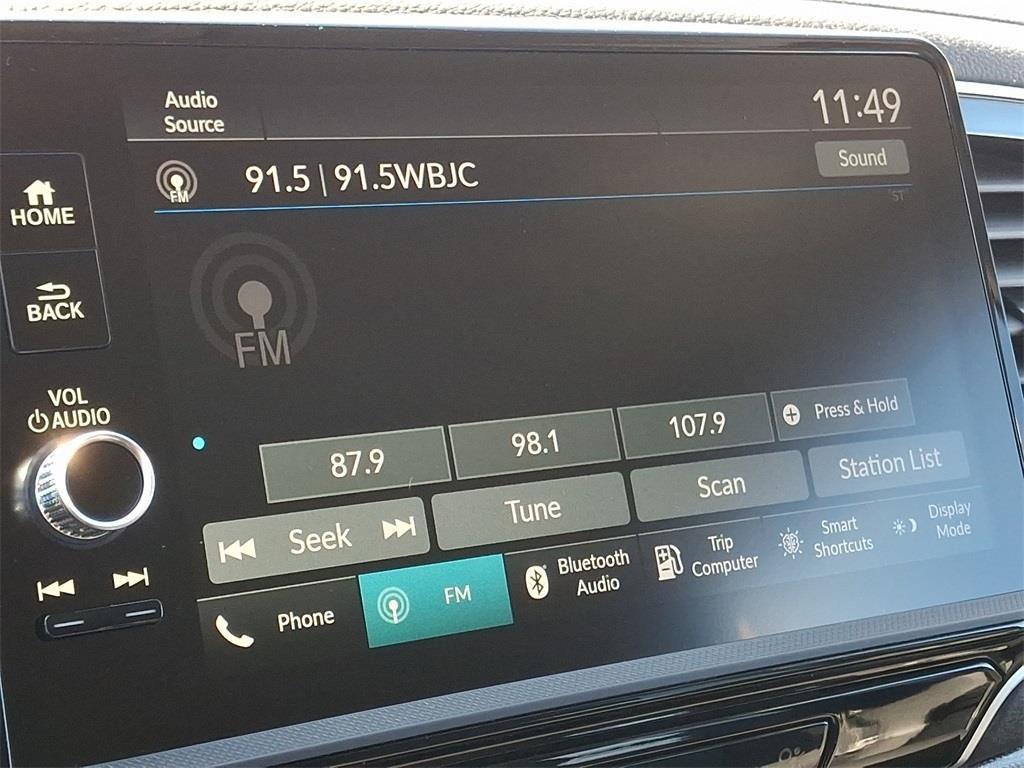 Audio
Source
11:49
FM
91.5 | 91.5WBJC
Sound
ST
HOME
BACK
FM
VOL
AUDIO
87.9
98.1
107.9
Press & Hold
Seek
Tune
Scan
Station List
Phone
FM
Bluetooth
Audio
Trip
Computer
Smart
Shortcuts
Display
Mode